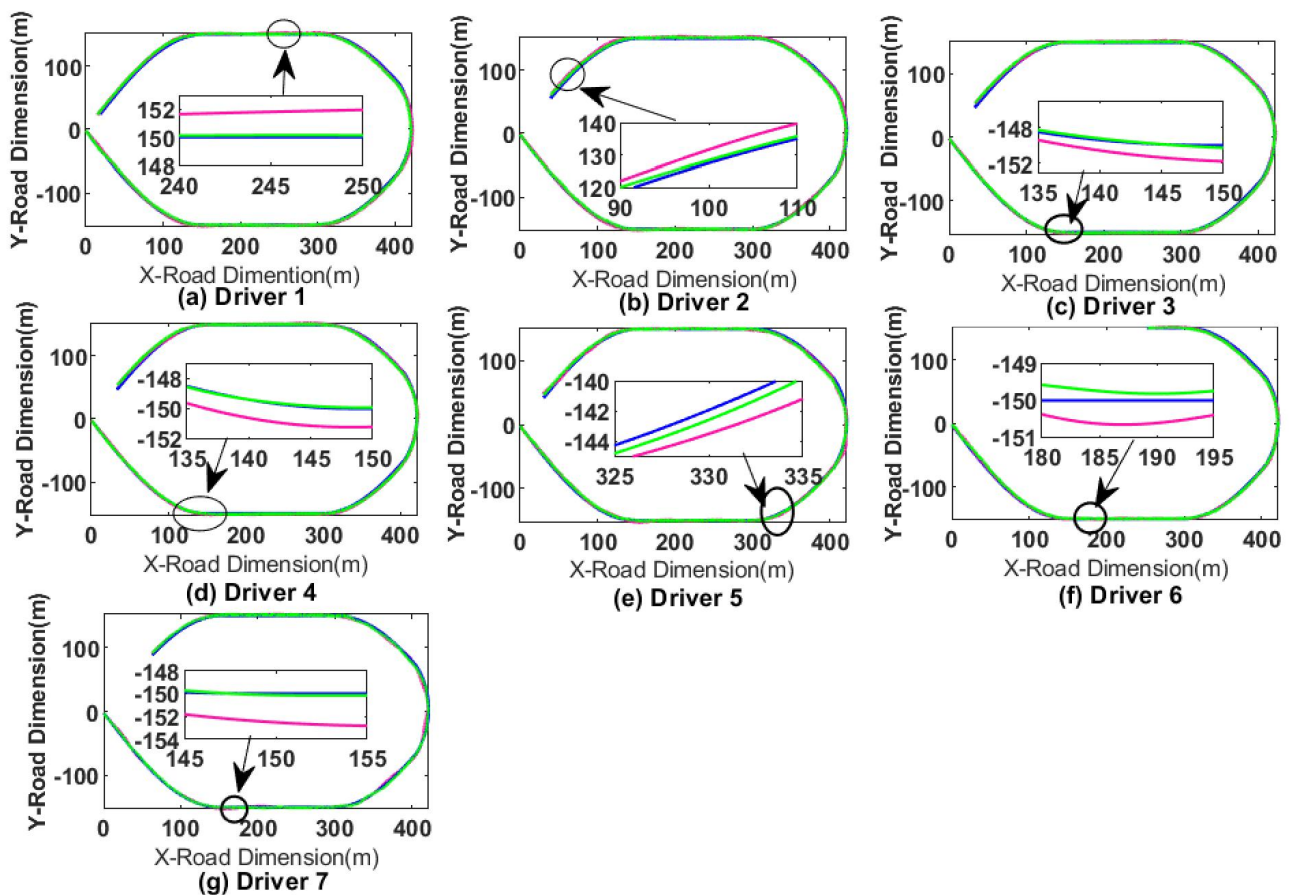 Y-Road Dimension(m)
100
0
-100
152
150
148
240 245 250
0 100 200 300 400
X-Road Dimention(m)
(a) Driver 1
Y-Road Dimension(m)
100
0
-100
140
130
120
90 100 110
0 100 200 300 400
X-Road Dimension(m)
(b) Driver 2
Y-Road Dimension(m)
100
0
-100
-148
-152
135 140 145 150
0 100 200 300 400
X-Road Dimension(m)
(c) Driver 3
Y-Road Dimension(m)
100
0
-100
-148
-150
-152
135 140 145 150
0 100 200 300 400
X-Road Dimension(m)
(d) Driver 4
Y-Road Dimension(m)
100
0
-100
-140
-142
-144
325 330 335
0 100 200 300 400
X-Road Dimension(m)
(e) Driver 5
Y-Road Dimension(m)
100
0
-100
-149
-150
-151
180 185 190 195
0 100 200 300 400
X-Road Dimension(m)
(f) Driver 6
Y-Road Dimension(m)
100
0
-100
-148
-150
-152
-154
145 150 155
0 100 200 300 400
X-Road Dimension(m)
(g) Driver 7